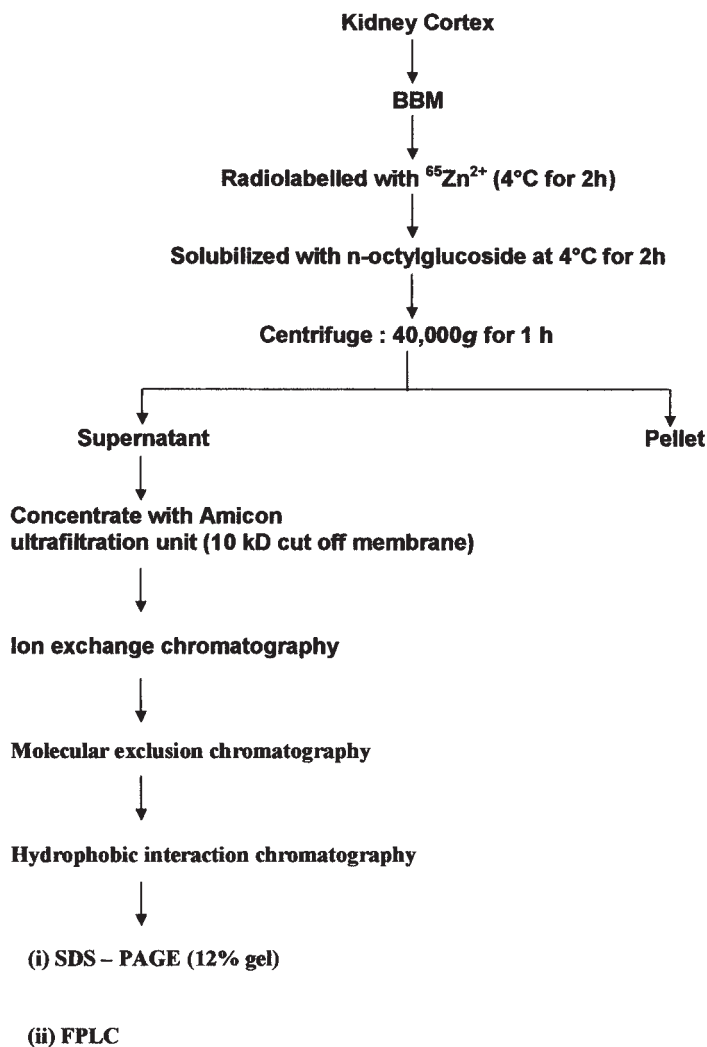 Kidney Cortex
BBM
Radiolabelled with ⁶⁵Zn²⁺ (4°C for 2h)
Solubilized with n-octylglucoside at 4°C for 2h
Centrifuge : 40,000g for 1 h
Supernatant
Pellet
Concentrate with Amicon
ultrafiltration unit (10 kD cut off membrane)
Ion exchange chromatography
Molecular exclusion chromatography
Hydrophobic interaction chromatography
(i) SDS – PAGE (12% gel)
(ii) FPLC